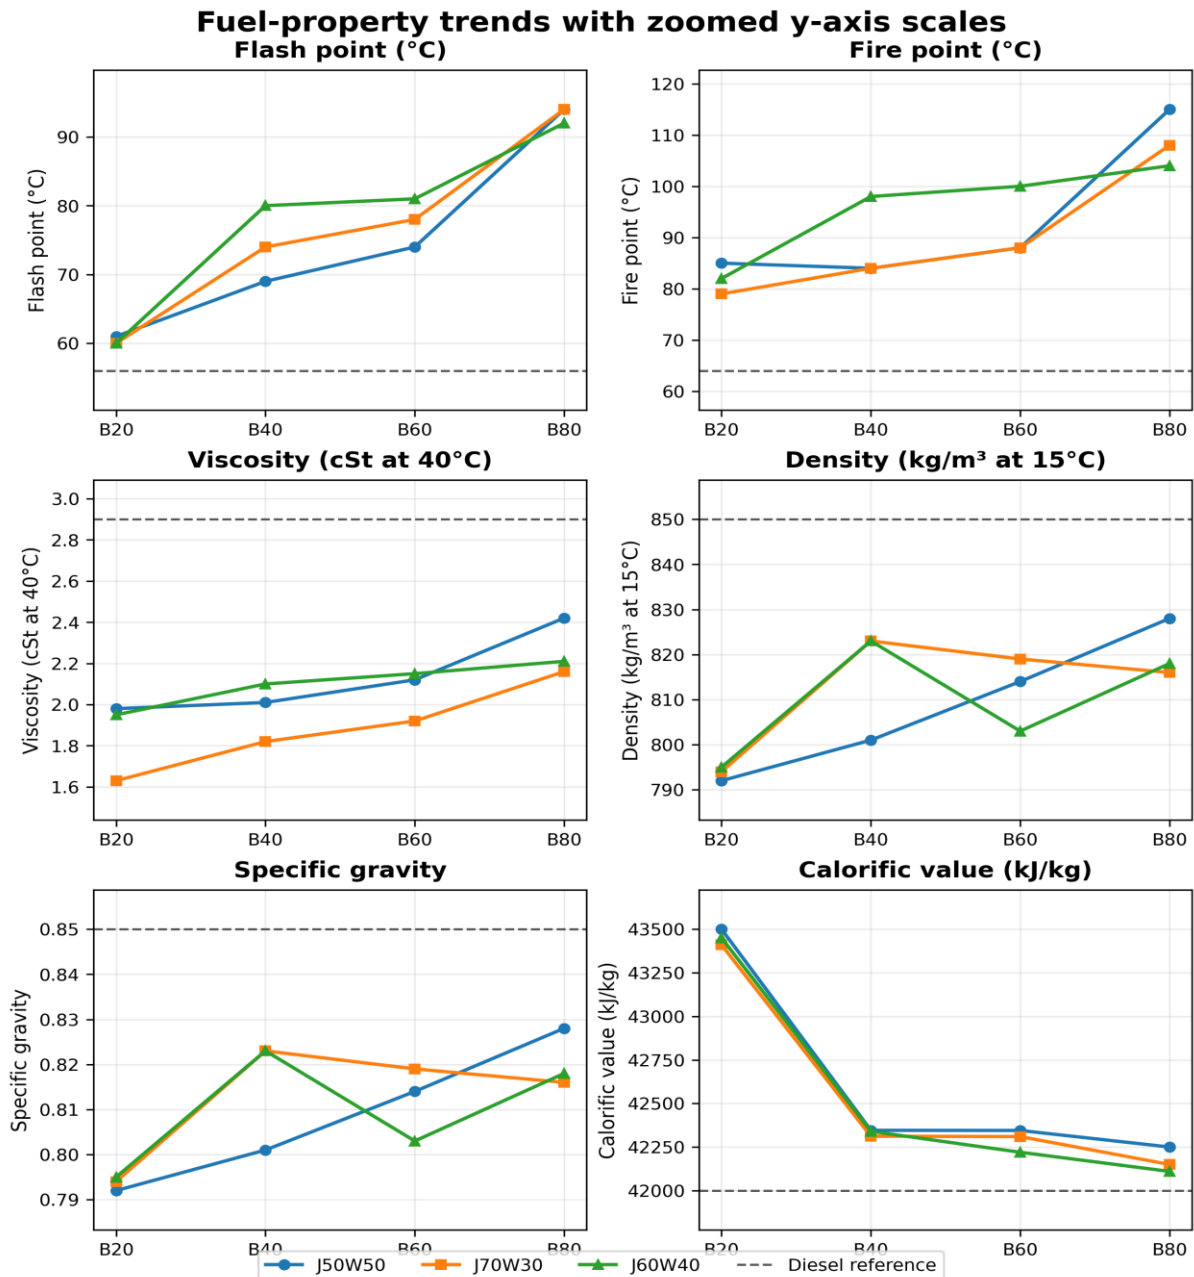 Fuel-property trends with zoomed y-axis scales
Flash point (°C)
Flash point (°C)
90
80
70
60
B20 B40 B60 B80
Fire point (°C)
Fire point (°C)
120
110
100
90
80
70
60
B20 B40 B60 B80
Viscosity (cSt at 40°C)
Viscosity (cSt at 40°C)
3.0
2.8
2.6
2.4
2.2
2.0
1.8
1.6
B20 B40 B60 B80
Density (kg/m³ at 15°C)
Density (kg/m³ at 15°C)
850
840
830
820
810
800
790
B20 B40 B60 B80
Specific gravity
Specific gravity
0.85
0.84
0.83
0.82
0.81
0.80
0.79
B20 B40 B60 B80
Calorific value (kJ/kg)
Calorific value (kJ/kg)
43500
43250
43000
42750
42500
42250
42000
B20 B40 B60 B80
J50W50 J70W30 J60W40 Diesel reference